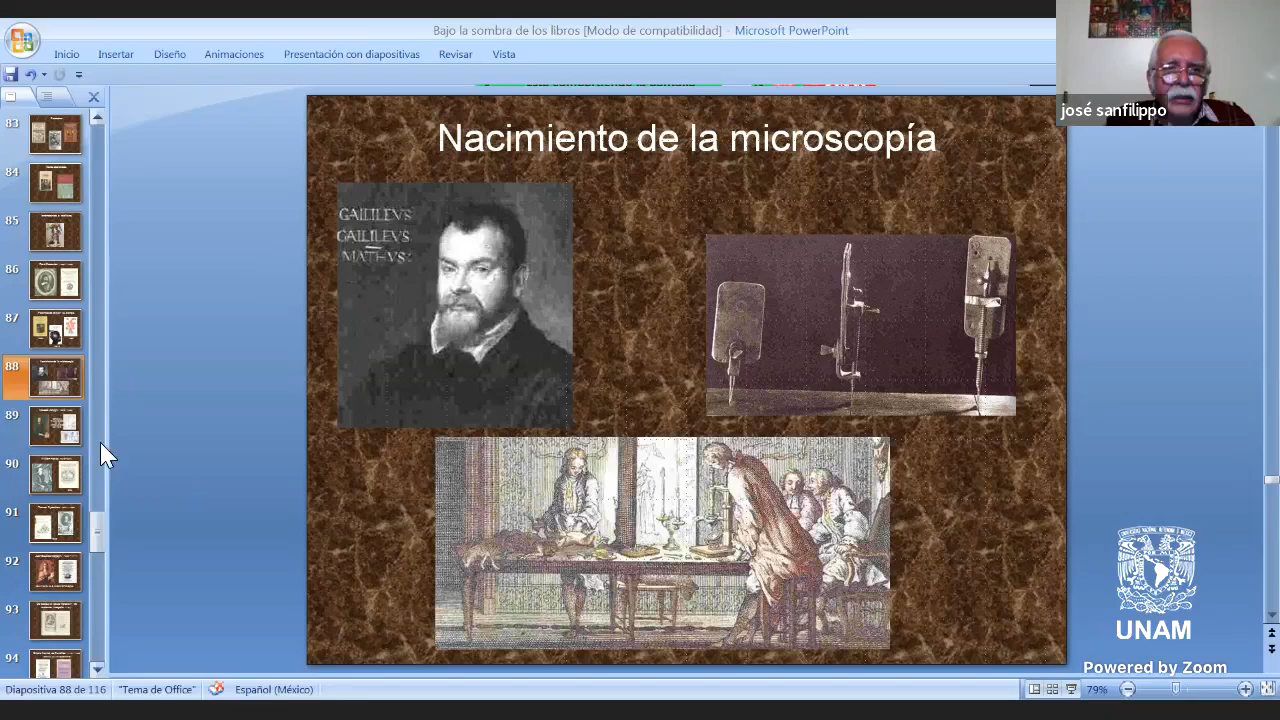 Bajo la sombra de los libros [Modo de compatibilidad] - Microsoft PowerPoint
Inicio Insertar Diseño Animaciones Presentación con diapositivas Revisar Vista
josé sanfilippo
83
84
85
86
87
88
89
90
91
92
93
94
Nacimiento de la microscopía
GALILEVS
GALILEVS
MATHVS:
UNAM
Powered by Zoom
Diapositiva 88 de 116 "Tema de Office" Español (México) 79%